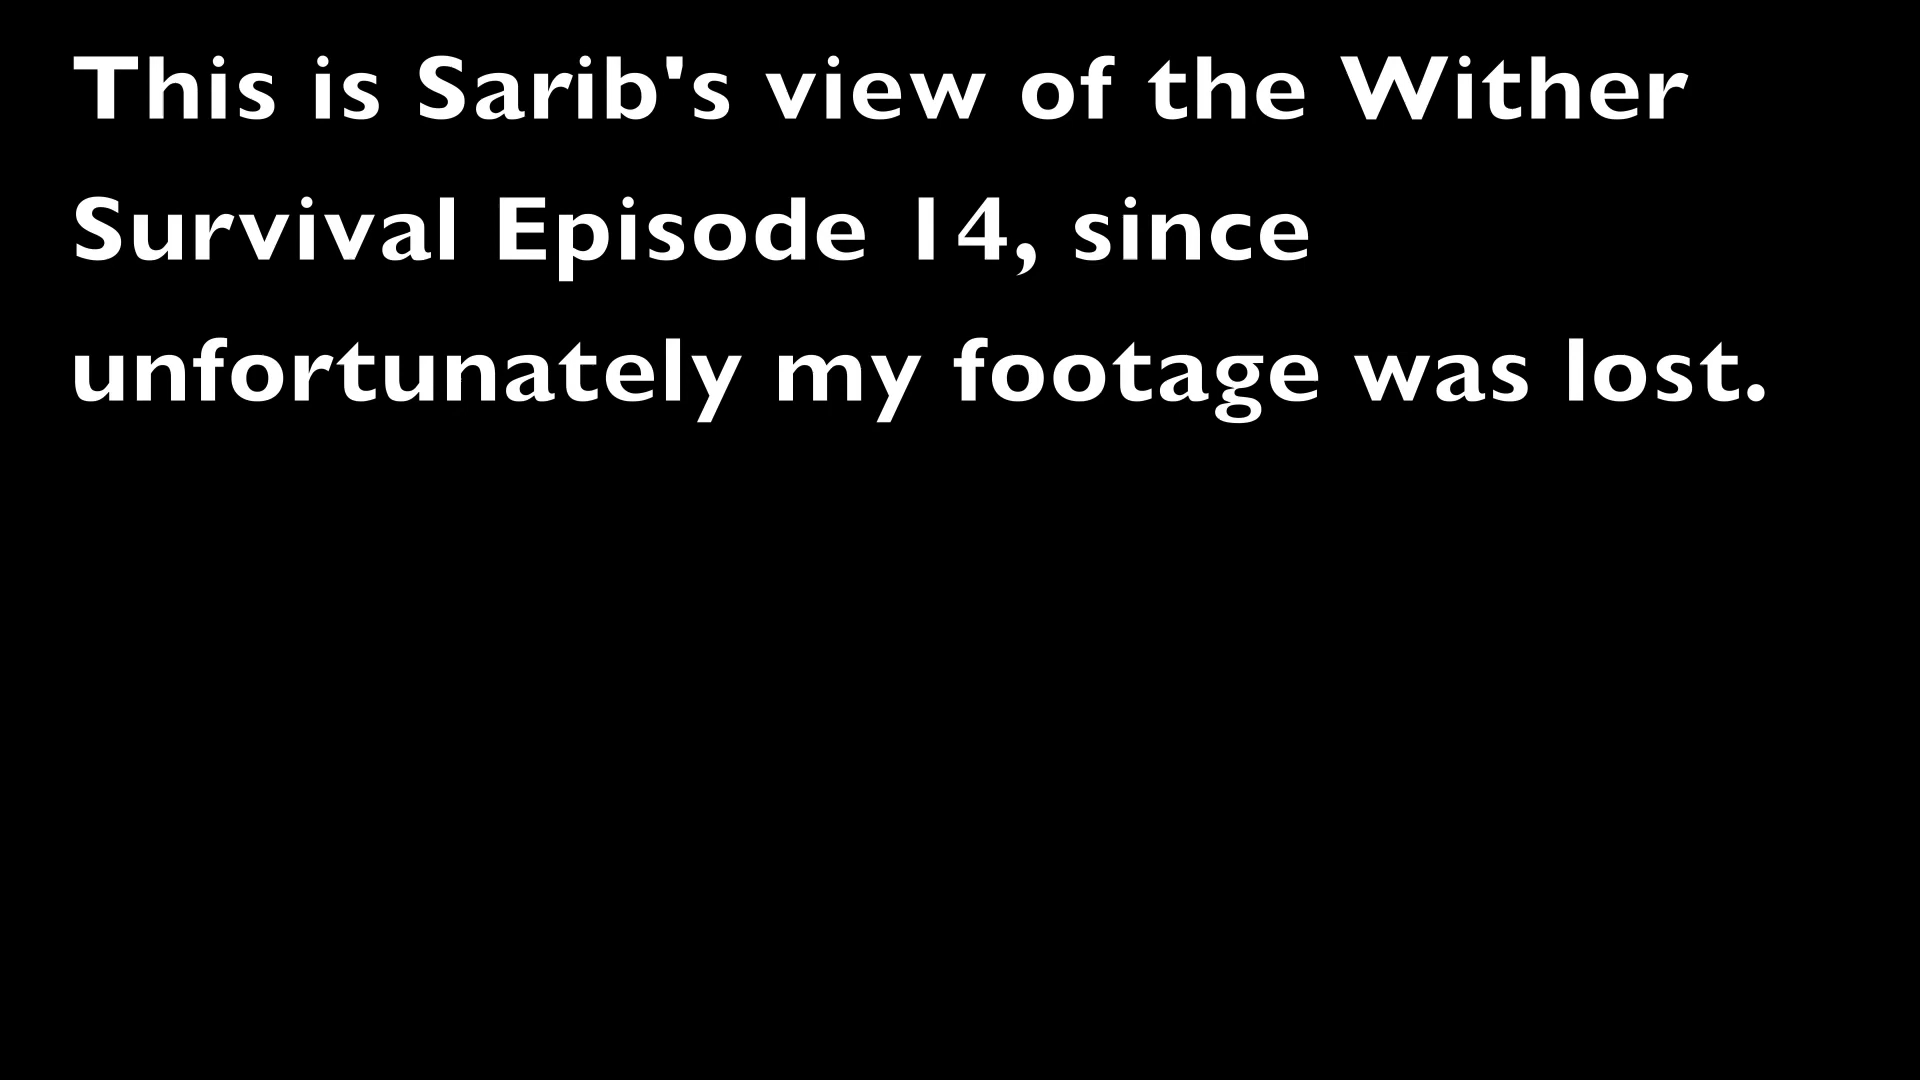 This is Sarib's view of the Wither
Survival Episode 14, since
unfortunately my footage was lost.